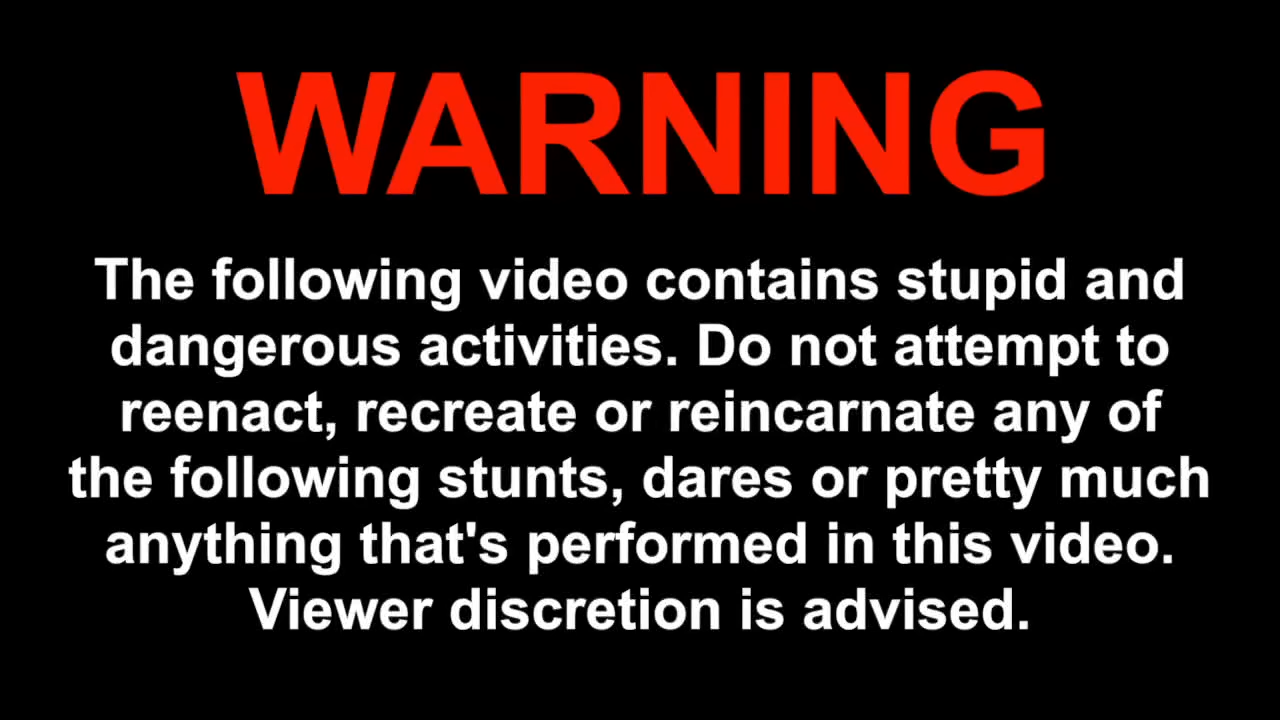 WARNING
The following video contains stupid and
dangerous activities. Do not attempt to
reenact, recreate or reincarnate any of
the following stunts, dares or pretty much
anything that's performed in this video.
Viewer discretion is advised.